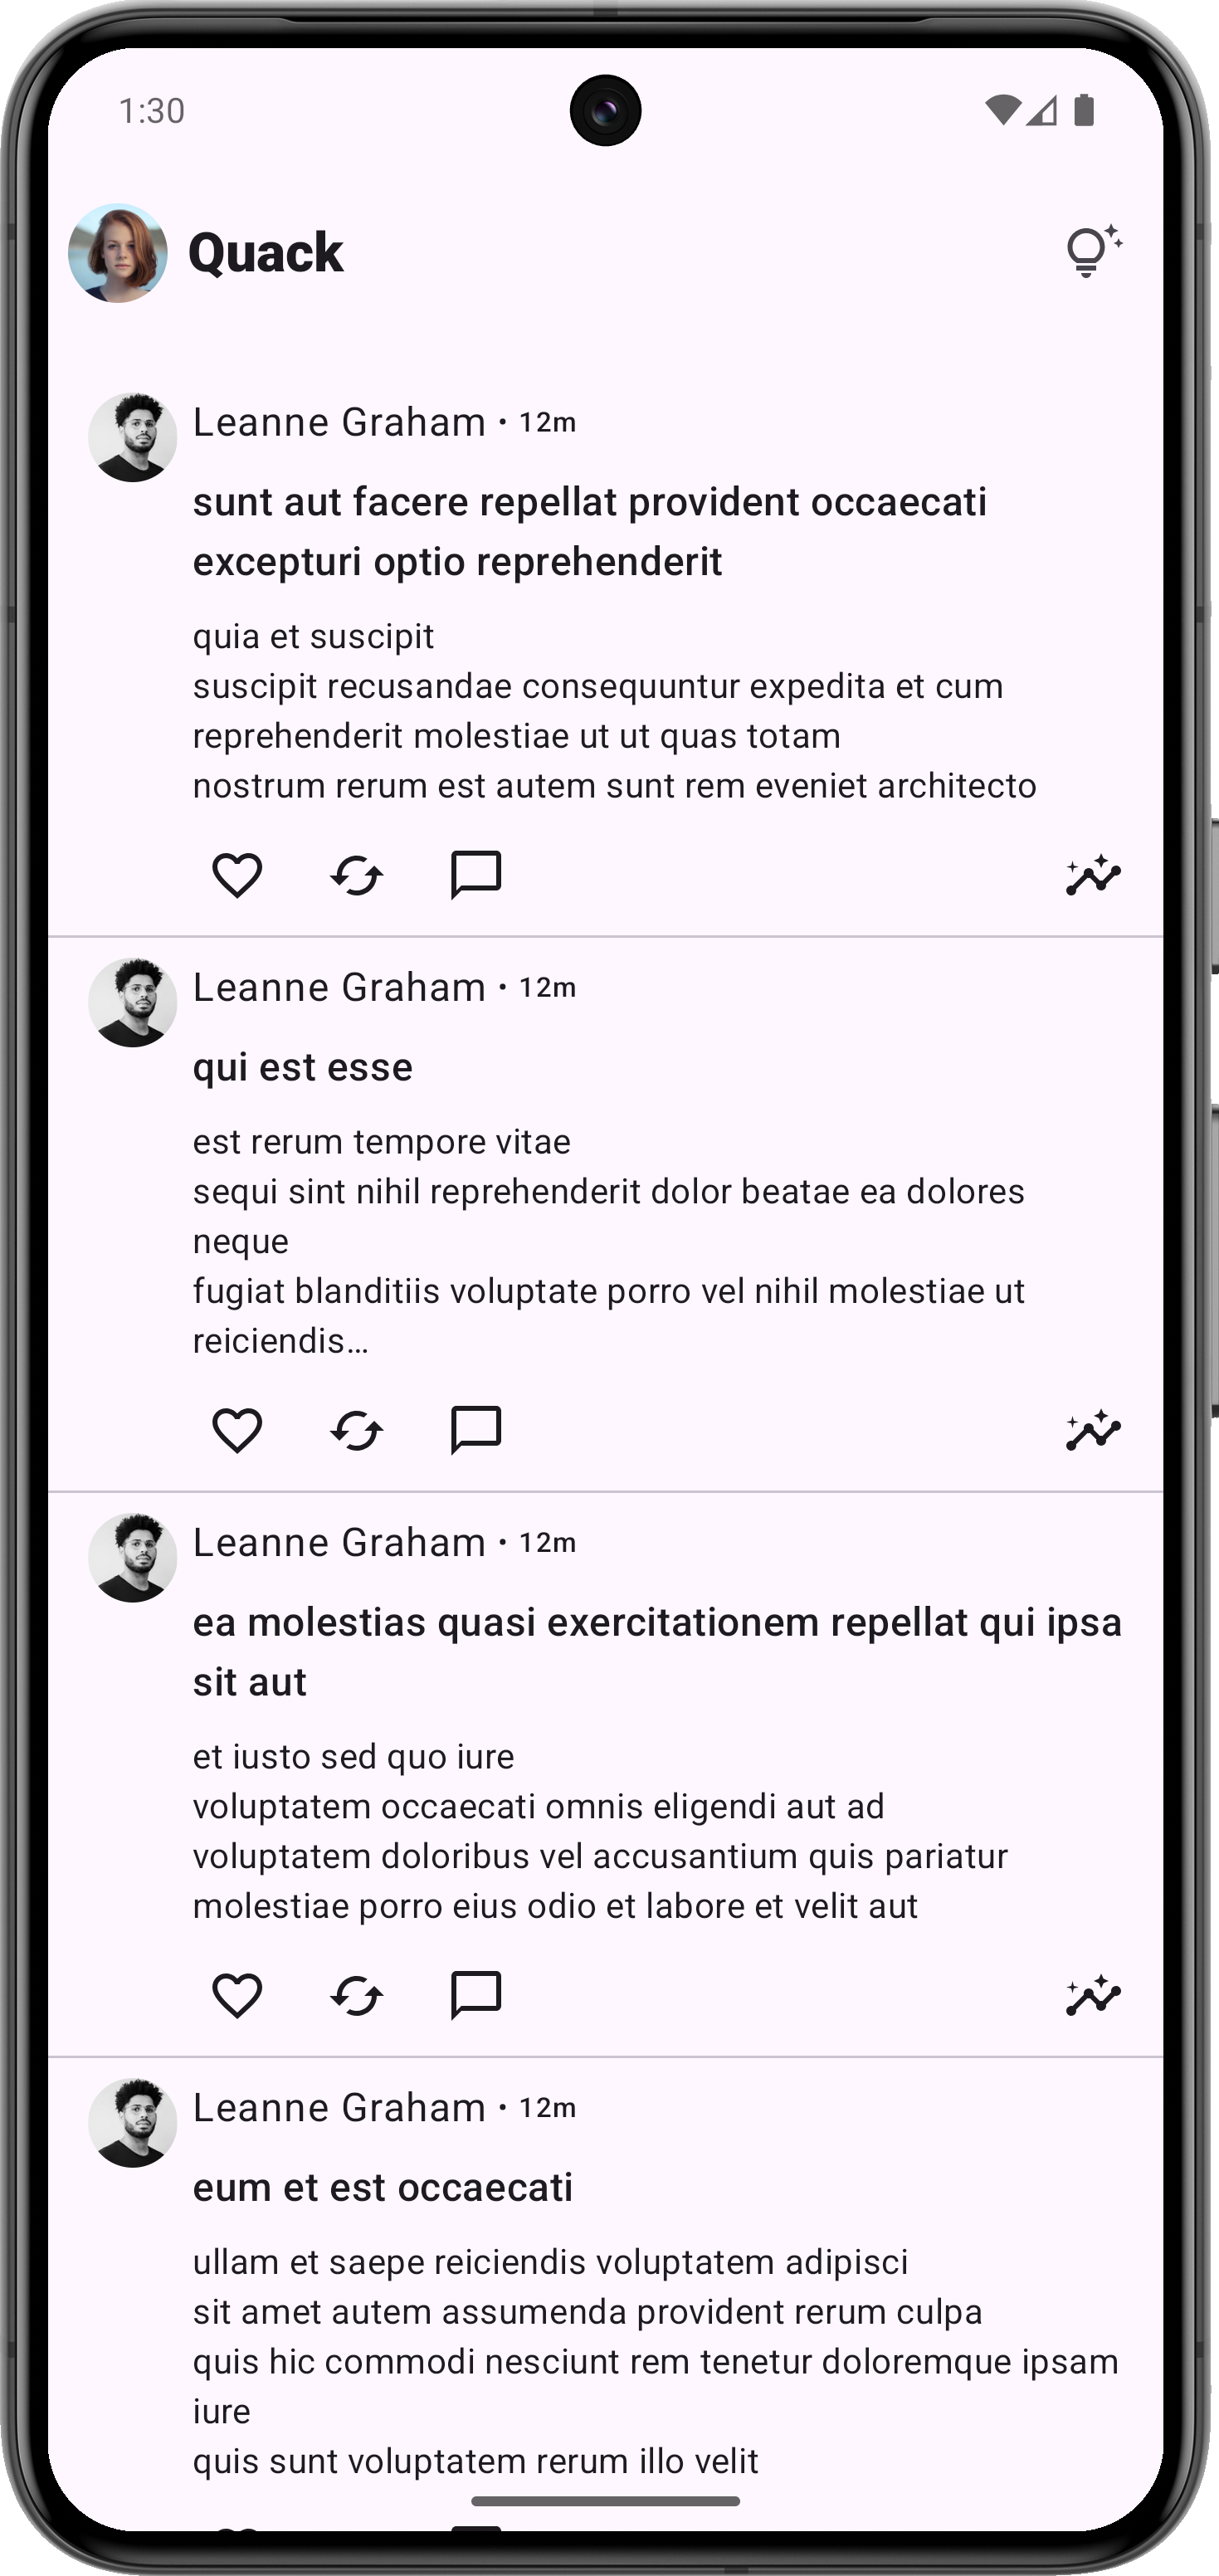 1:30
Quack
Leanne Graham • 12m
sunt aut facere repellat provident occaecati
excepturi optio reprehenderit
quia et suscipit
suscipit recusandae consequuntur expedita et cum
reprehenderit molestiae ut ut quas totam
nostrum rerum est autem sunt rem eveniet architecto
Leanne Graham • 12m
qui est esse
est rerum tempore vitae
sequi sint nihil reprehenderit dolor beatae ea dolores
neque
fugiat blanditiis voluptate porro vel nihil molestiae ut
reiciendis…
Leanne Graham • 12m
ea molestias quasi exercitationem repellat qui ipsa
sit aut
et iusto sed quo iure
voluptatem occaecati omnis eligendi aut ad
voluptatem doloribus vel accusantium quis pariatur
molestiae porro eius odio et labore et velit aut
Leanne Graham • 12m
eum et est occaecati
ullam et saepe reiciendis voluptatem adipisci
sit amet autem assumenda provident rerum culpa
quis hic commodi nesciunt rem tenetur doloremque ipsam
iure
quis sunt voluptatem rerum illo velit